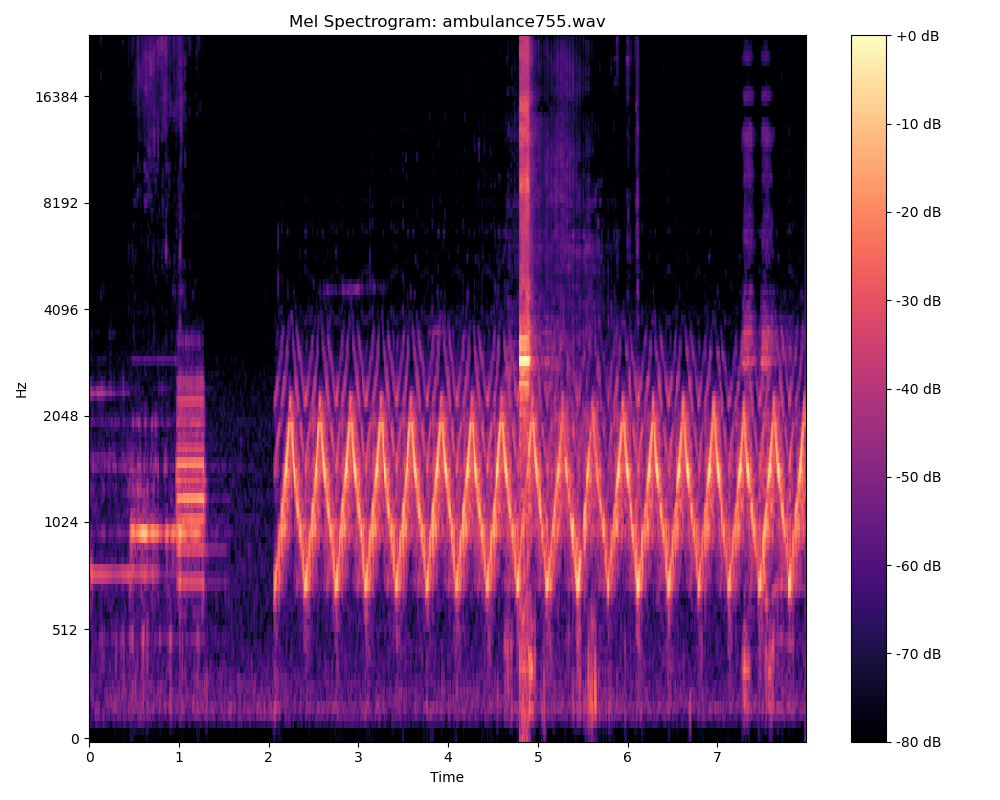 Mel Spectrogram: ambulance755.wav
+0 dB
16384
-10 dB
8192
-20 dB
4096
-30 dB
Hz
2048
-40 dB
-50 dB
1024
-60 dB
512
-70 dB
0
-80 dB
0 1 2 3 4 5 6 7
Time